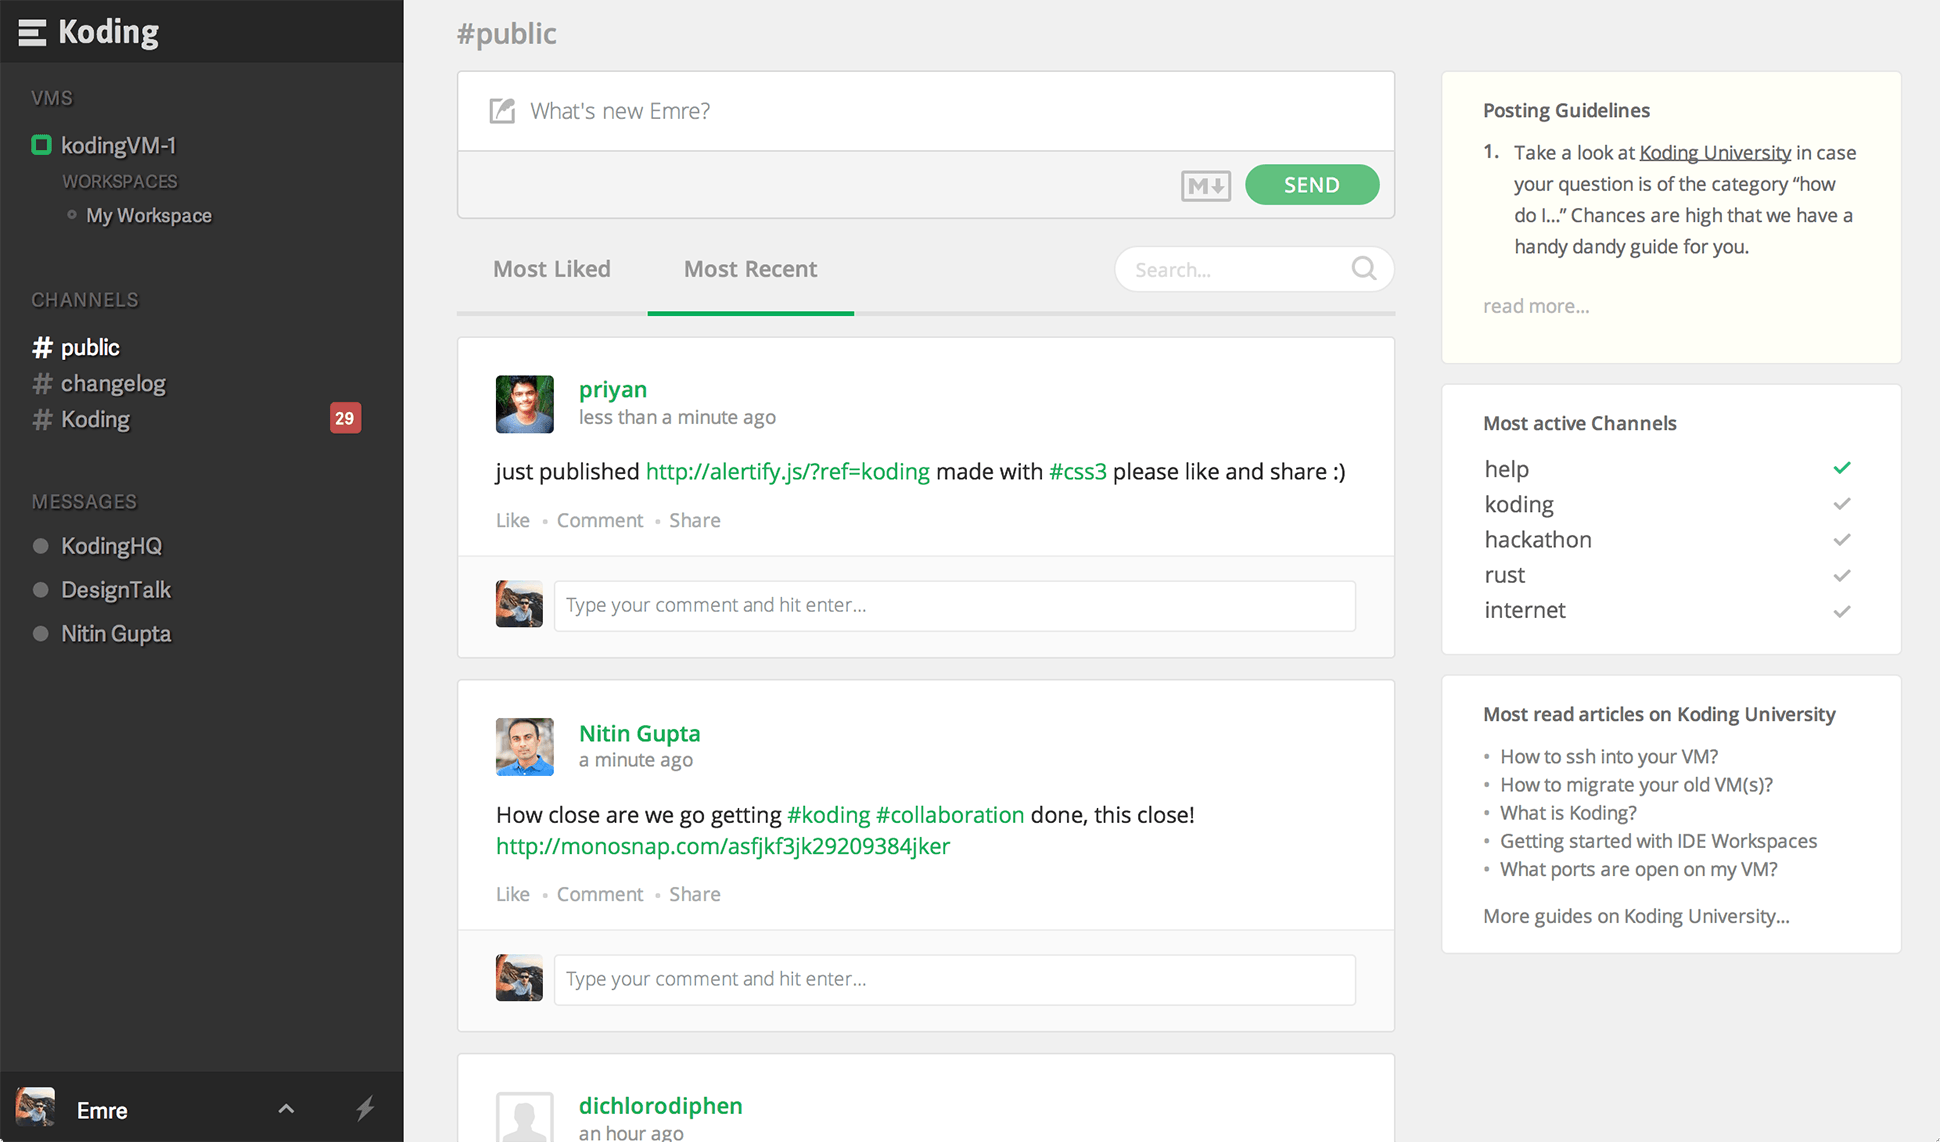 Koding
VMS
kodingVM-1
WORKSPACES
My Workspace
CHANNELS
# public
# changelog
# Koding 29
MESSAGES
KodingHQ
DesignTalk
Nitin Gupta
Emre
#public
What's new Emre?
M SEND
Most Liked Most Recent Search...
priyan
less than a minute ago
just published http://alertify.js/?ref=koding made with #css3 please like and share :)
Like • Comment • Share
Type your comment and hit enter...
Nitin Gupta
a minute ago
How close are we go getting #koding #collaboration done, this close!
http://monosnap.com/asfjkf3jk29209384jker
Like • Comment • Share
Type your comment and hit enter...
dichlorodiphen
an hour ago
Posting Guidelines
1. Take a look at Koding University in case
your question is of the category “how
do I...” Chances are high that we have a
handy dandy guide for you.
read more...
Most active Channels
help
koding
hackathon
rust
internet
Most read articles on Koding University
• How to ssh into your VM?
• How to migrate your old VM(s)?
• What is Koding?
• Getting started with IDE Workspaces
• What ports are open on my VM?
More guides on Koding University...